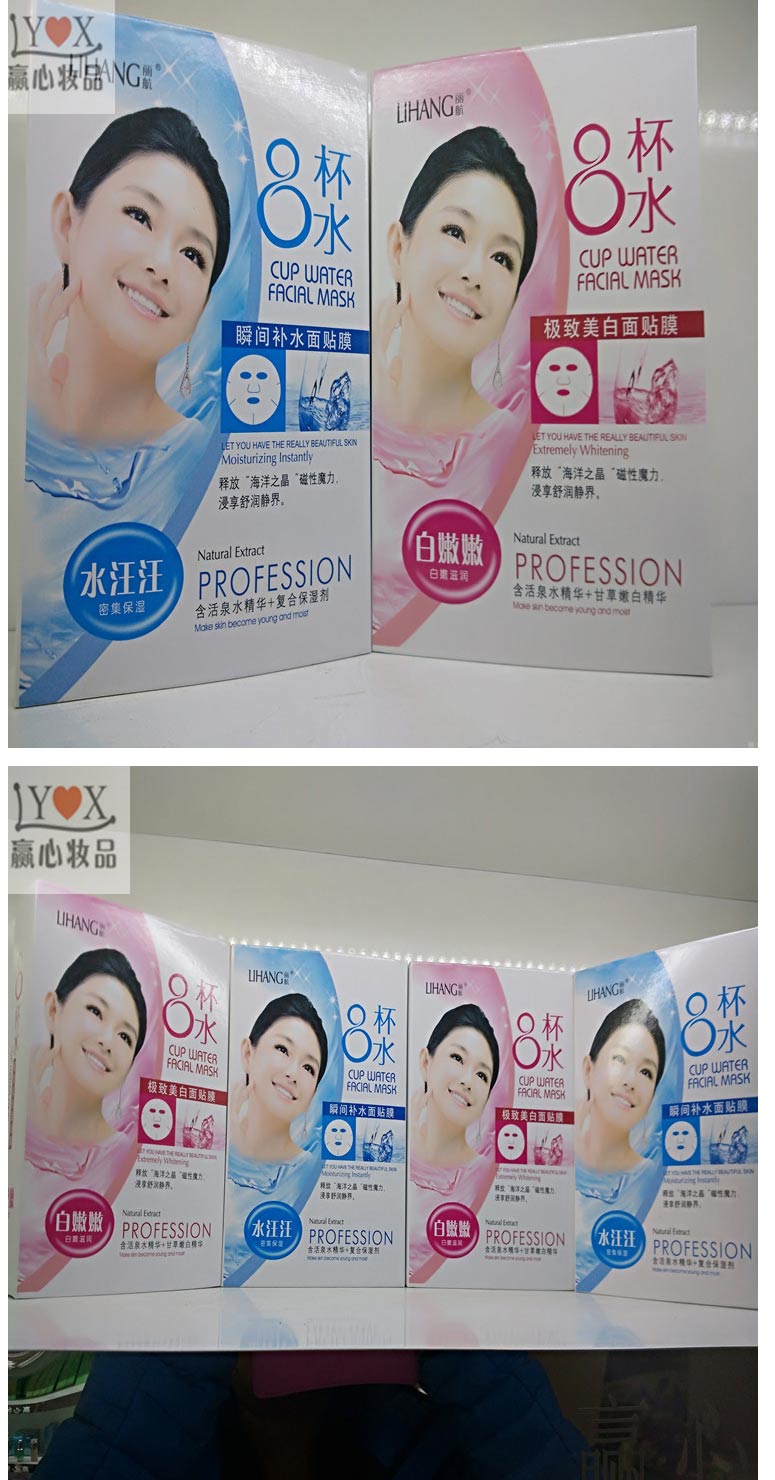 YX
赢心妆品
LIHANG 丽航®
8杯水
CUP WATER
FACIAL MASK
瞬间补水面贴膜
LET YOU HAVE THE REALLY BEAUTIFUL SKIN
Moisturizing Instantly
释放“海洋之晶“磁性魔力,
浸享舒润静界。
水汪汪
密集保湿
Natural Extract
PROFESSION
含活泉水精华+复合保湿剂
Make skin become young and moist
LIHANG 丽航®
8杯水
CUP WATER
FACIAL MASK
极致美白面贴膜
LET YOU HAVE THE REALLY BEAUTIFUL SKIN
Extremely Whitening
释放“海洋之晶“磁性魔力,
浸享舒润静界。
白嫩嫩
白嫩滋润
Natural Extract
PROFESSION
含活泉水精华+甘草嫩白精华
Make skin become young and moist
YX
赢心妆品
LIHANG 丽航®
8杯水
CUP WATER
FACIAL MASK
极致美白面贴膜
LET YOU HAVE THE REALLY BEAUTIFUL SKIN
Extremely Whitening
释放“海洋之晶“磁性魔力,
浸享舒润静界。
白嫩嫩
白嫩滋润
Natural Extract
PROFESSION
含活泉水精华+甘草嫩白精华
Make skin become young and moist
LIHANG 丽航®
8杯水
CUP WATER
FACIAL MASK
瞬间补水面贴膜
LET YOU HAVE THE REALLY BEAUTIFUL SKIN
Moisturizing Instantly
释放“海洋之晶“磁性魔力,
浸享舒润静界。
水汪汪
密集保湿
Natural Extract
PROFESSION
含活泉水精华+复合保湿剂
Make skin become young and moist
LIHANG 丽航®
8杯水
CUP WATER
FACIAL MASK
极致美白面贴膜
LET YOU HAVE THE REALLY BEAUTIFUL SKIN
Extremely Whitening
释放“海洋之晶“磁性魔力,
浸享舒润静界。
白嫩嫩
白嫩滋润
Natural Extract
PROFESSION
含活泉水精华+甘草嫩白精华
Make skin become young and moist
LIHANG 丽航®
8杯水
CUP WATER
FACIAL MASK
瞬间补水面贴膜
LET YOU HAVE THE REALLY BEAUTIFUL SKIN
Moisturizing Instantly
释放“海洋之晶“磁性魔力,
浸享舒润静界。
水汪汪
密集保湿
Natural Extract
PROFESSION
含活泉水精华+复合保湿剂
Make skin become young and moist